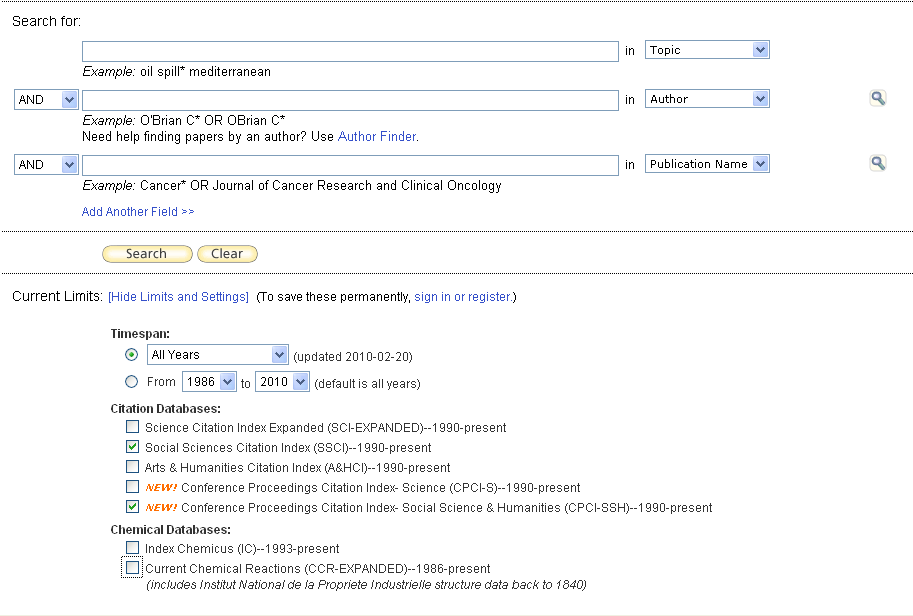 Search for:
in Topic
Example: oil spill* mediterranean
AND in Author
Example: O'Brian C* OR OBrian C*
Need help finding papers by an author? Use Author Finder.
AND in Publication Name
Example: Cancer* OR Journal of Cancer Research and Clinical Oncology
Add Another Field >>
Search Clear
Current Limits: [Hide Limits and Settings] (To save these permanently, sign in or register.)
Timespan:
All Years (updated 2010-02-20)
From 1986 to 2010 (default is all years)
Citation Databases:
Science Citation Index Expanded (SCI-EXPANDED)--1990-present
Social Sciences Citation Index (SSCI)--1990-present
Arts & Humanities Citation Index (A&HCI)--1990-present
NEW! Conference Proceedings Citation Index- Science (CPCI-S)--1990-present
NEW! Conference Proceedings Citation Index- Social Science & Humanities (CPCI-SSH)--1990-present
Chemical Databases:
Index Chemicus (IC)--1993-present
Current Chemical Reactions (CCR-EXPANDED)--1986-present
(includes Institut National de la Propriete Industrielle structure data back to 1840)